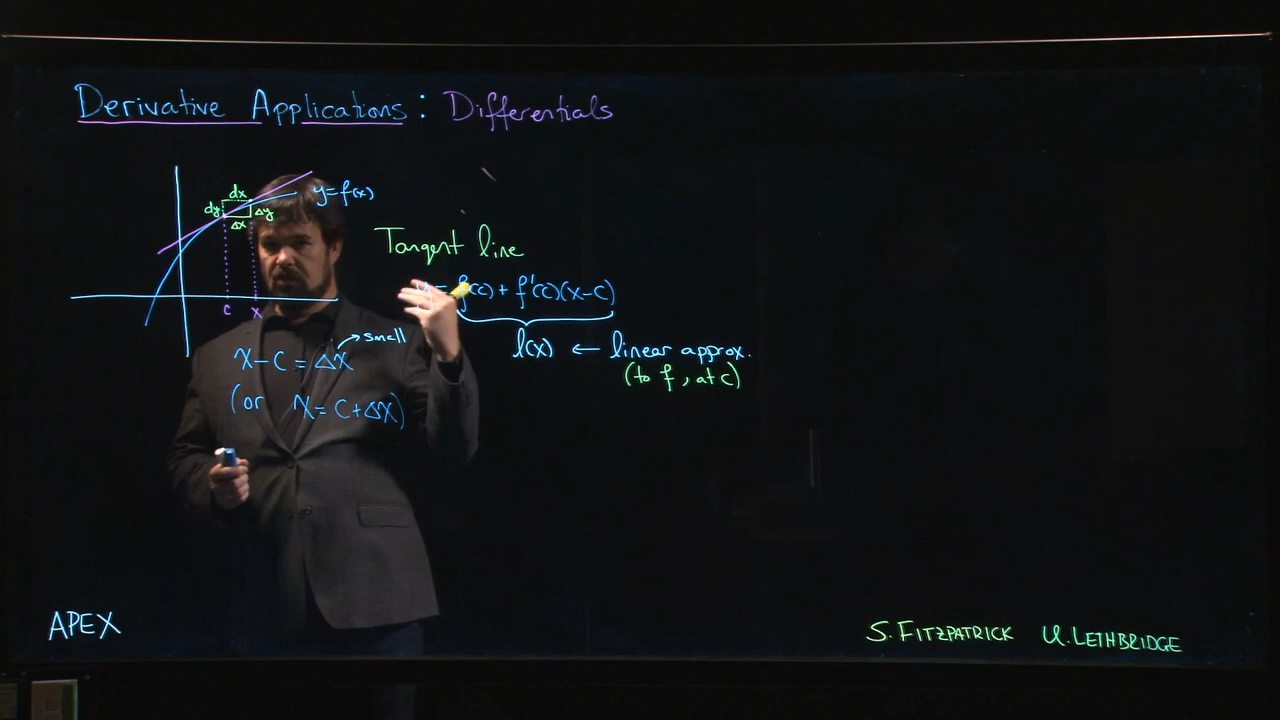 Derivative Applications : Differentials
y=f(x)
dx
dy
Δy
Δx
c x
Tangent line
= f(c) + f'(c)(x-c)
l(x) ← linear approx.
(to f, at c)
x-c = Δx → small
(or x = c+Δx)
APEX
S. FITZPATRICK U. LETHBRIDGE